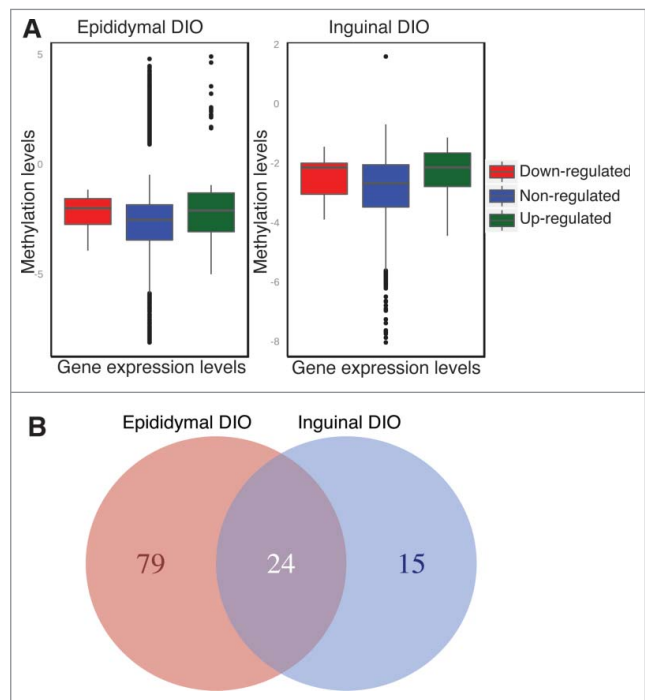 A
Epididymal DIO
Inguinal DIO
Methylation levels
5
0
-5
Gene expression levels
Methylation levels
2
0
-2
-4
-6
-8
Gene expression levels
Down-regulated
Non-regulated
Up-regulated
B
Epididymal DIO
Inguinal DIO
79
24
15